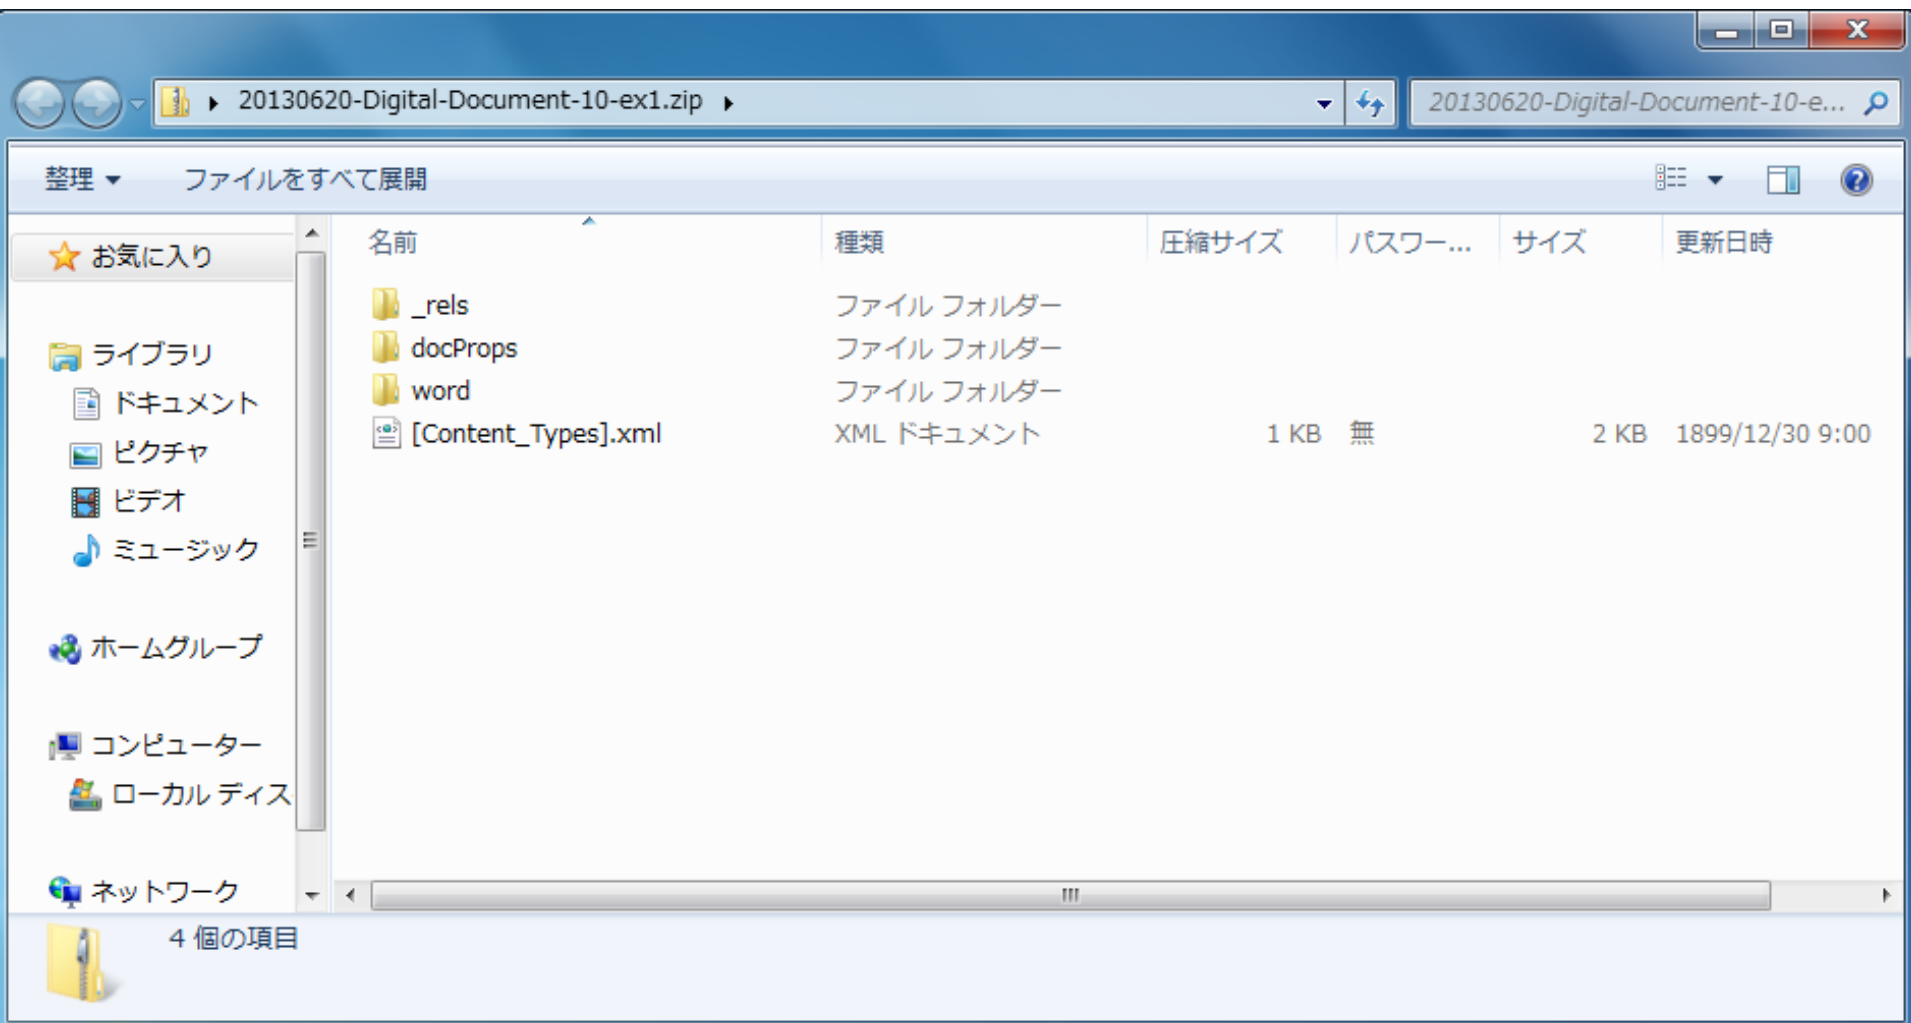 20130620-Digital-Document-10-ex1.zip
20130620-Digital-Document-10-e...
整理 ファイルをすべて展開
お気に入り
ライブラリ
ドキュメント
ピクチャ
ビデオ
ミュージック
ホームグループ
コンピューター
ローカル ディス
ネットワーク
名前 種類 圧縮サイズ パスワー... サイズ 更新日時
_rels ファイル フォルダー
docProps ファイル フォルダー
word ファイル フォルダー
[Content_Types].xml XML ドキュメント 1 KB 無 2 KB 1899/12/30 9:00
4 個の項目